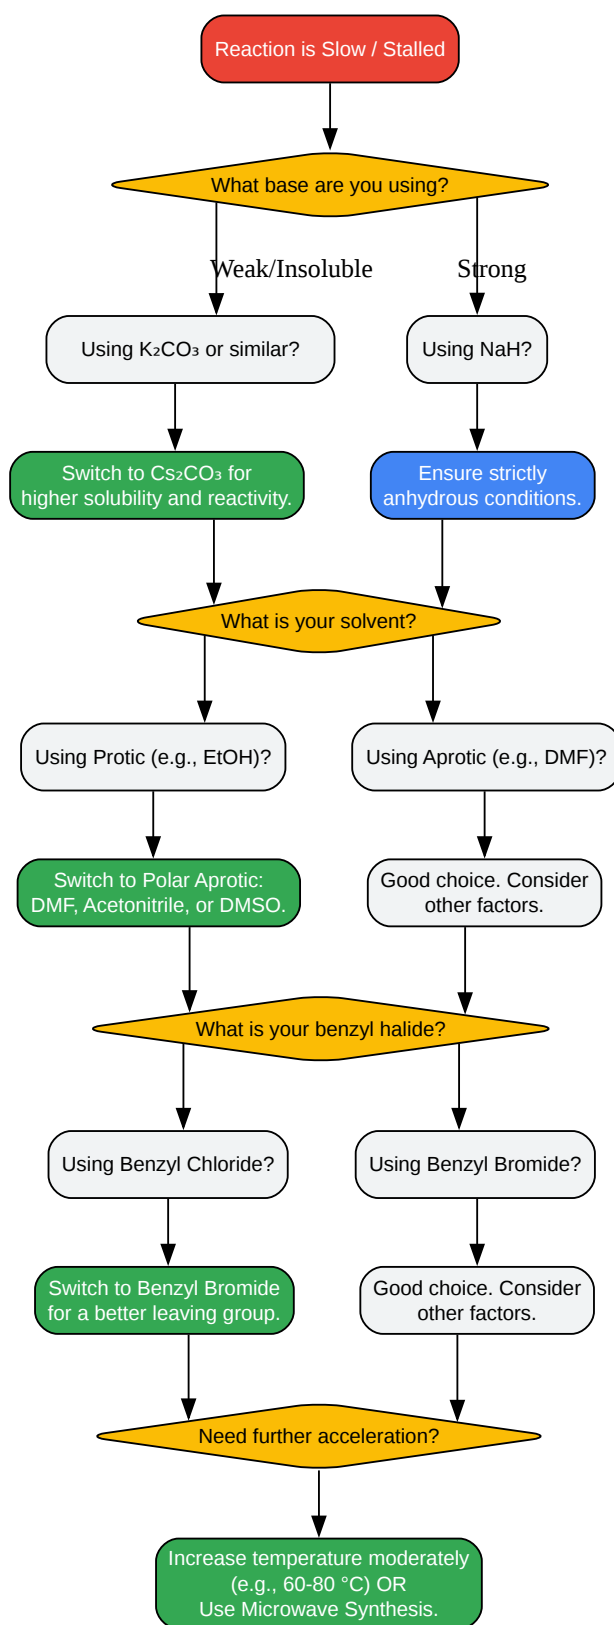 Reaction is Slow / Stalled
What base are you using?
Weak/Insoluble
Strong
Using K₂CO₃ or similar?
Using NaH?
Switch to Cs₂CO₃ for
higher solubility and reactivity.
Ensure strictly
anhydrous conditions.
What is your solvent?
Using Protic (e.g., EtOH)?
Using Aprotic (e.g., DMF)?
Switch to Polar Aprotic:
DMF, Acetonitrile, or DMSO.
Good choice. Consider
other factors.
What is your benzyl halide?
Using Benzyl Chloride?
Using Benzyl Bromide?
Switch to Benzyl Bromide
for a better leaving group.
Good choice. Consider
other factors.
Need further acceleration?
Increase temperature moderately
(e.g., 60-80 °C) OR
Use Microwave Synthesis.